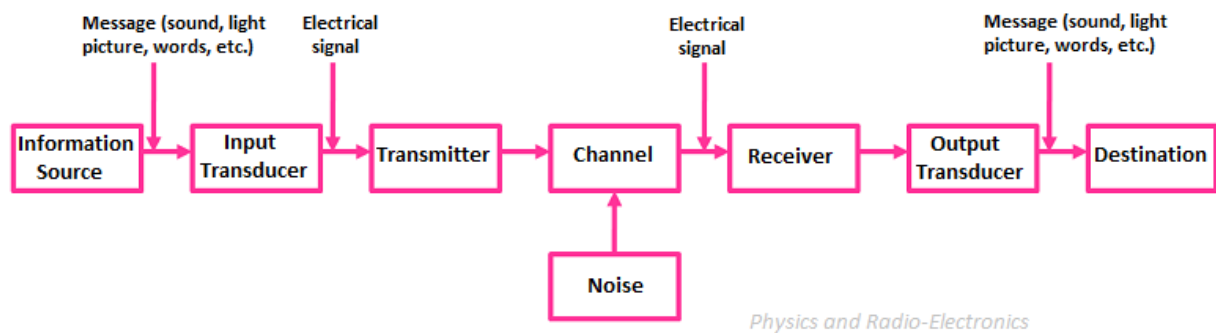 Message (sound, light
picture, words, etc.)
Electrical
signal
Electrical
signal
Message (sound, light
picture, words, etc.)
Information
Source
Input
Transducer
Transmitter
Channel
Receiver
Output
Transducer
Destination
Noise
Physics and Radio-Electronics